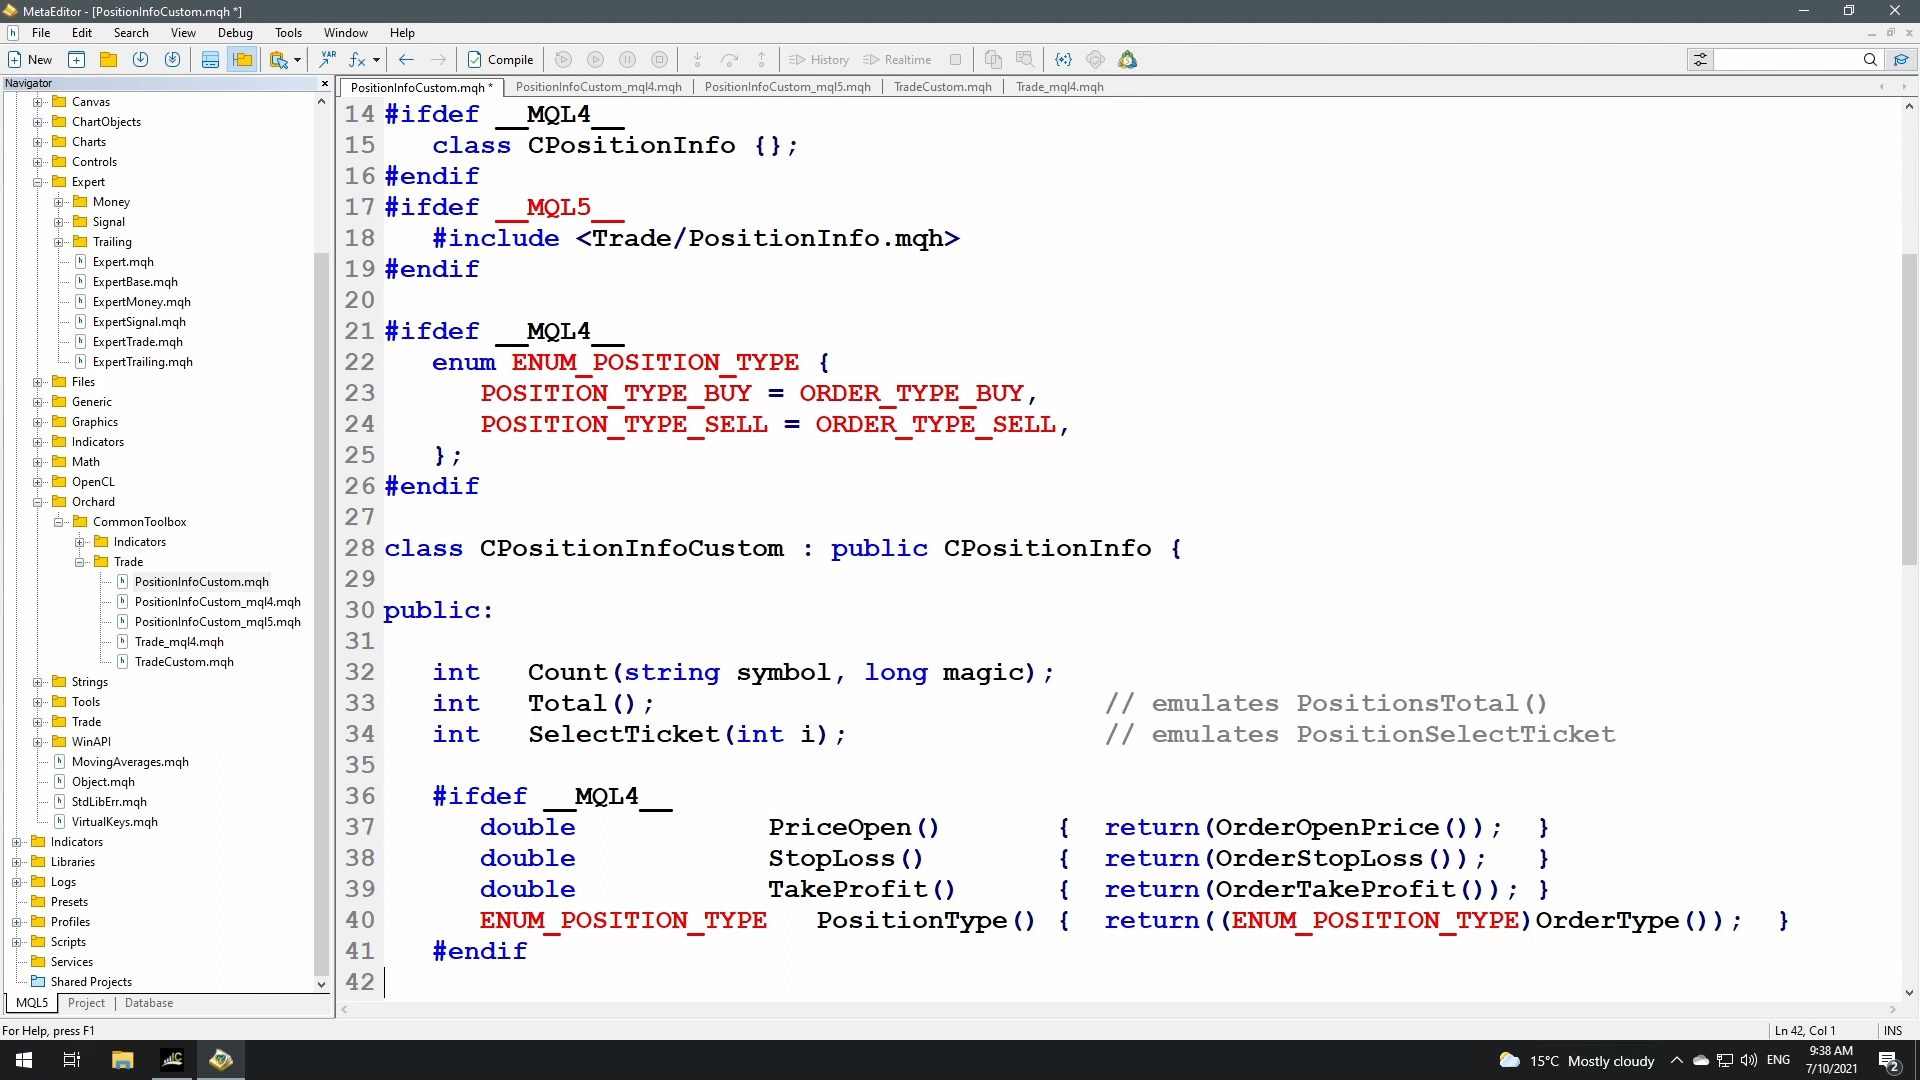 MetaEditor - [PositionInfoCustom.mqh *]
File Edit Search View Debug Tools Window Help
New VAR Compile History Realtime
Navigator
PositionInfoCustom.mqh * PositionInfoCustom_mql4.mqh PositionInfoCustom_mql5.mqh TradeCustom.mqh Trade_mql4.mqh
Canvas
ChartObjects
Charts
Controls
Expert
Money
Signal
Trailing
Expert.mqh
ExpertBase.mqh
ExpertMoney.mqh
ExpertSignal.mqh
ExpertTrade.mqh
ExpertTrailing.mqh
Files
Generic
Graphics
Indicators
Math
OpenCL
Orchard
CommonToolbox
Indicators
Trade
PositionInfoCustom.mqh
PositionInfoCustom_mql4.mqh
PositionInfoCustom_mql5.mqh
Trade_mql4.mqh
TradeCustom.mqh
Strings
Tools
Trade
WinAPI
MovingAverages.mqh
Object.mqh
StdLibErr.mqh
VirtualKeys.mqh
Indicators
Libraries
Logs
Presets
Profiles
Scripts
Services
Shared Projects
MQL5 Project Database
14 #ifdef __MQL4__
15 class CPositionInfo {};
16 #endif
17 #ifdef __MQL5__
18 #include <Trade/PositionInfo.mqh>
19 #endif
20
21 #ifdef __MQL4__
22 enum ENUM_POSITION_TYPE {
23 POSITION_TYPE_BUY = ORDER_TYPE_BUY,
24 POSITION_TYPE_SELL = ORDER_TYPE_SELL,
25 };
26 #endif
27
28 class CPositionInfoCustom : public CPositionInfo {
29
30 public:
31
32 int Count(string symbol, long magic);
33 int Total(); // emulates PositionsTotal()
34 int SelectTicket(int i); // emulates PositionSelectTicket
35
36 #ifdef __MQL4__
37 double PriceOpen() { return(OrderOpenPrice()); }
38 double StopLoss() { return(OrderStopLoss()); }
39 double TakeProfit() { return(OrderTakeProfit()); }
40 ENUM_POSITION_TYPE PositionType() { return((ENUM_POSITION_TYPE)OrderType()); }
41 #endif
42
For Help, press F1 Ln 42, Col 1 INS
15°C Mostly cloudy ENG 9:38 AM
7/10/2021 2